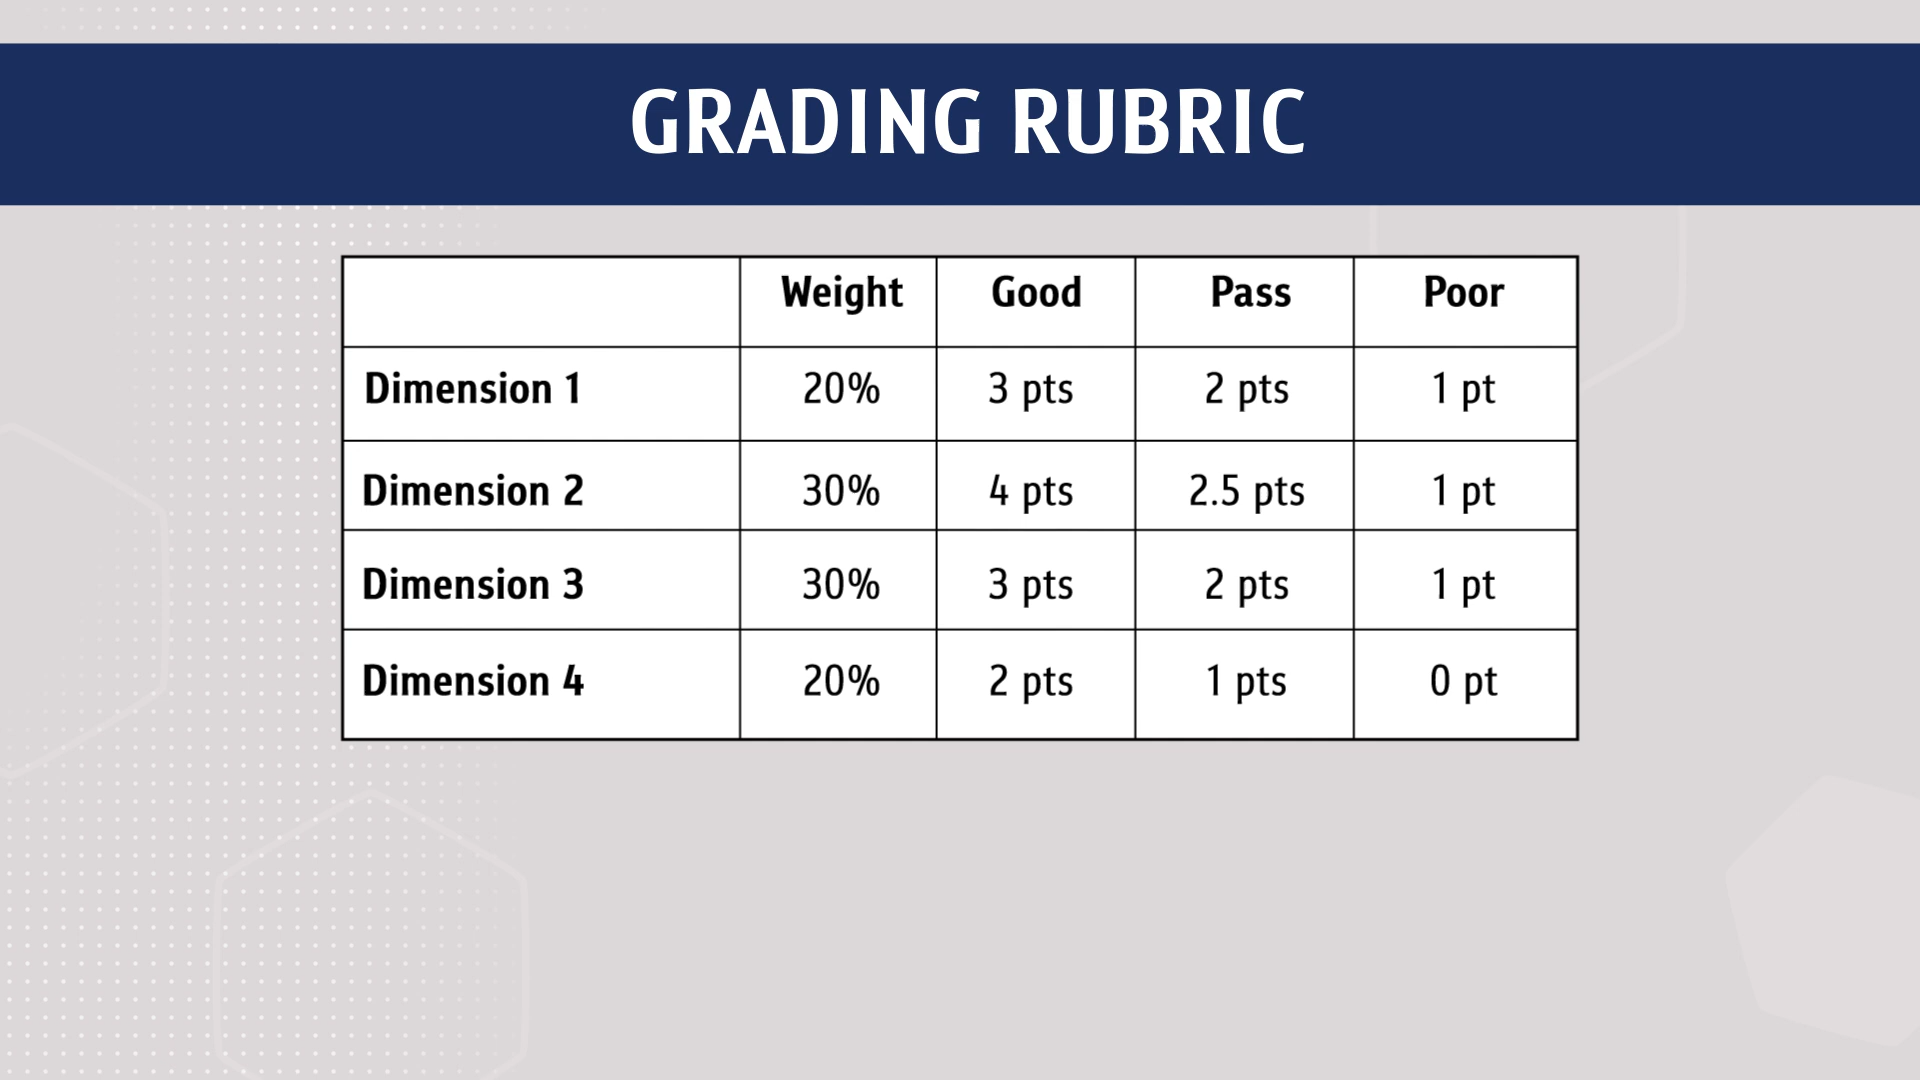 GRADING RUBRIC
Weight Good Pass Poor
Dimension 1 20% 3 pts 2 pts 1 pt
Dimension 2 30% 4 pts 2.5 pts 1 pt
Dimension 3 30% 3 pts 2 pts 1 pt
Dimension 4 20% 2 pts 1 pts 0 pt